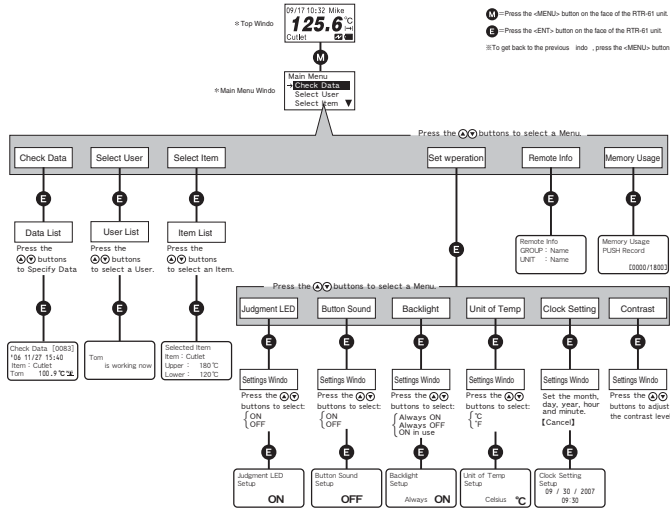 09/17 10:32 Mike
125.6℃
Cutlet
＊Top Windo
M =Press the <MENU> button on the face of the RTR-61 unit.
E =Press the <ENT> button on the face of the RTR-61 unit.
※To get back to the previous indo , press the <MENU> button
M
＊Main Menu Windo
Main Menu
→Check Data
Select User
Select Item ▼
Press the ▲▼ buttons to select a Menu.
Check Data
Select User
Select Item
Set wperation
Remote Info
Memory Usage
E
E
E
E
E
E
Data List
Press the
▲▼ buttons
to Specify Data
User List
Press the
▲▼ buttons
to select a User.
Item List
Press the
▲▼ buttons
to select an Item.
Remote Info
GROUP : Name
UNIT : Name
Memory Usage
PUSH Record
[0000/1800]
E
E
E
Check Data [0083]
'06 11/27 15:40
Item : Cutlet
Tom 100.9℃
Tom
is working now
Selected Item
Item : Cutlet
Upper : 180℃
Lower : 120℃
Press the ▲▼ buttons to select a Menu.
Judgment LED
Button Sound
Backlight
Unit of Temp
Clock Setting
Contrast
E
E
E
E
E
E
Settings Windo
Press the ▲▼
buttons to select:
ON
OFF
Settings Windo
Press the ▲▼
buttons to select:
ON
OFF
Settings Windo
Press the ▲▼
buttons to select:
Always ON
Always OFF
ON in use
Settings Windo
Press the ▲▼
buttons to select:
℃
℉
Settings Windo
Set the month,
day, year, hour
and minute.
【Cancel】
Settings Windo
Press the ▲▼
buttons to adjust
the contrast level
E
E
E
E
E
Judgment LED
Setup
ON
Button Sound
Setup
OFF
Backlight
Setup
Always ON
Unit of Temp
Setup
Celsius ℃
Clock Setting
Setup
09 / 30 / 2007
09:30